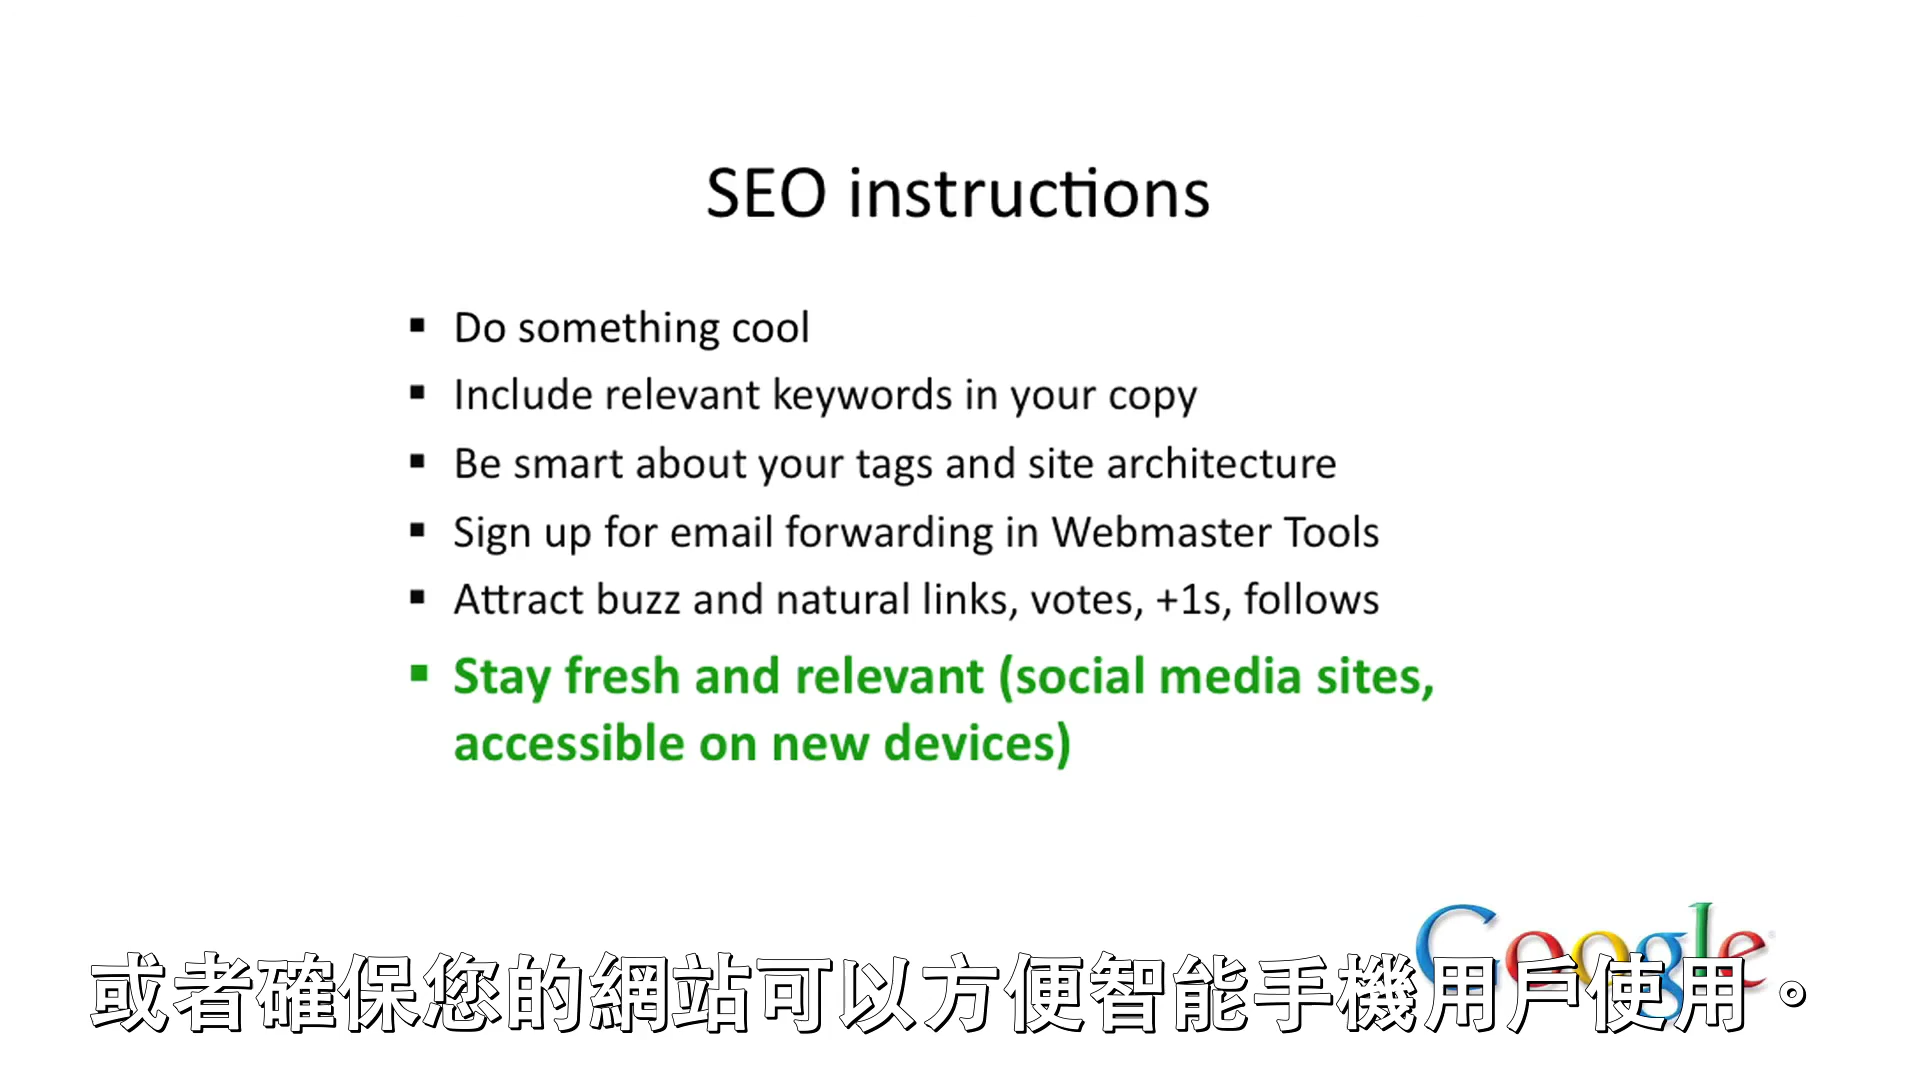 SEO instructions
▪ Do something cool
▪ Include relevant keywords in your copy
▪ Be smart about your tags and site architecture
▪ Sign up for email forwarding in Webmaster Tools
▪ Attract buzz and natural links, votes, +1s, follows
▪ Stay fresh and relevant (social media sites,
accessible on new devices)
Google
或者確保您的網站可以方便智能手機用戶使用。